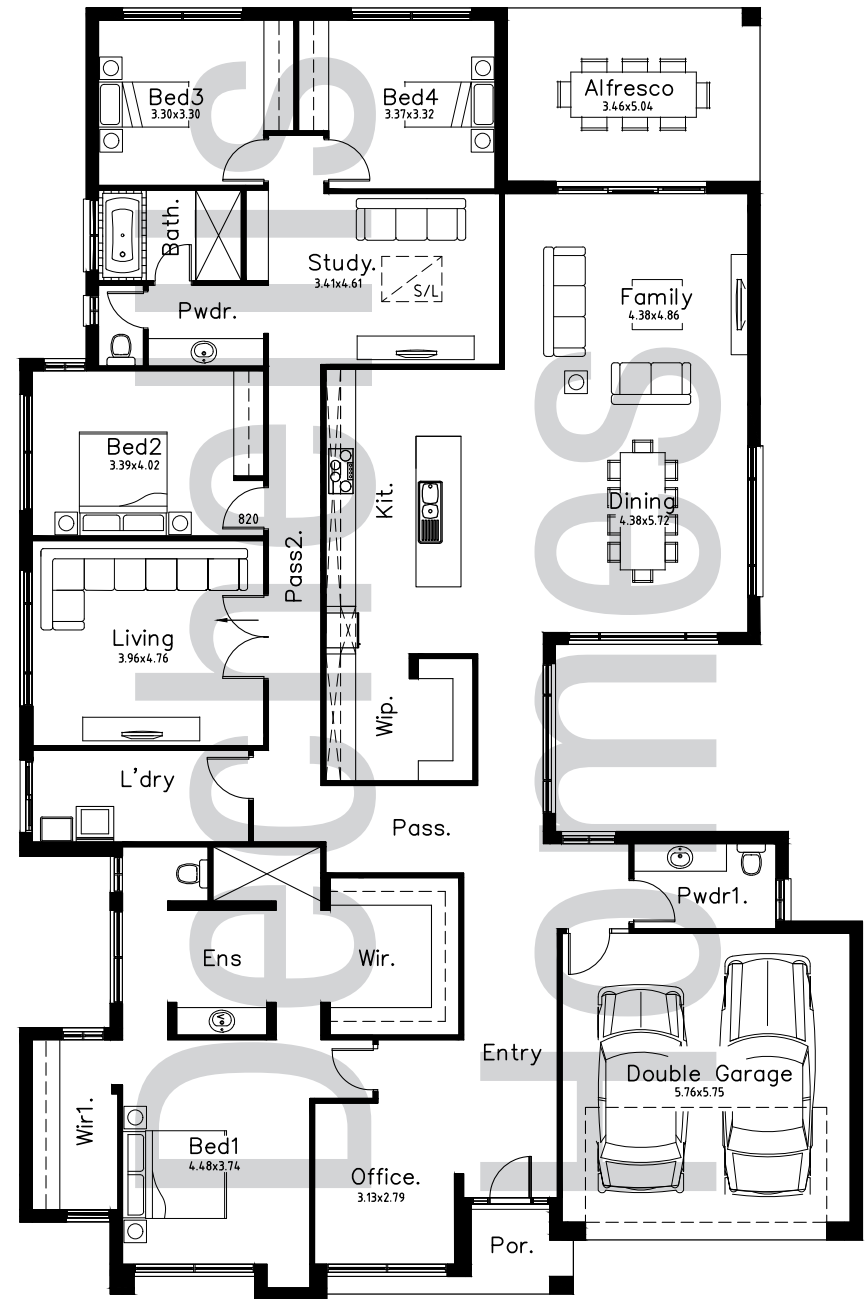 Bed3
3.30x3.30
Bed4
3.37x3.32
Alfresco
3.46x5.04
Bath.
Study.
3.41x4.61
S/L
Family
4.38x4.86
Pwdr.
Bed2
3.39x4.02
820
Kit.
Dining
4.38x5.72
Pass2.
Living
3.96x4.76
Wip.
L'dry
Pass.
Pwdr1.
Ens
Wir.
Entry
Double Garage
5.76x5.75
Wir1.
Bed1
4.48x3.74
Office.
3.13x2.79
Por.
Dechellis
Homes